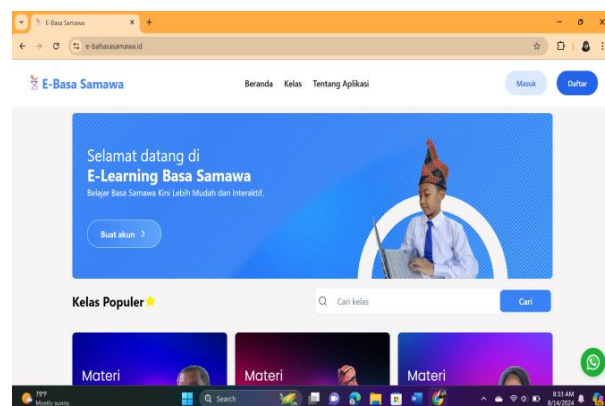 E-Basa Samawa
e-bahasasamawa.id
E-Basa Samawa
Beranda Kelas Tentang Aplikasi
Masuk
Daftar
Selamat datang di
E-Learning Basa Samawa
Belajar Basa Samawa Kini Lebih Mudah dan Interaktif.
Buat akun >
Kelas Populer
Cari kelas
Cari
Materi
Materi
Materi
79°F
Mostly sunny
Search
8:33 AM
8/14/2024